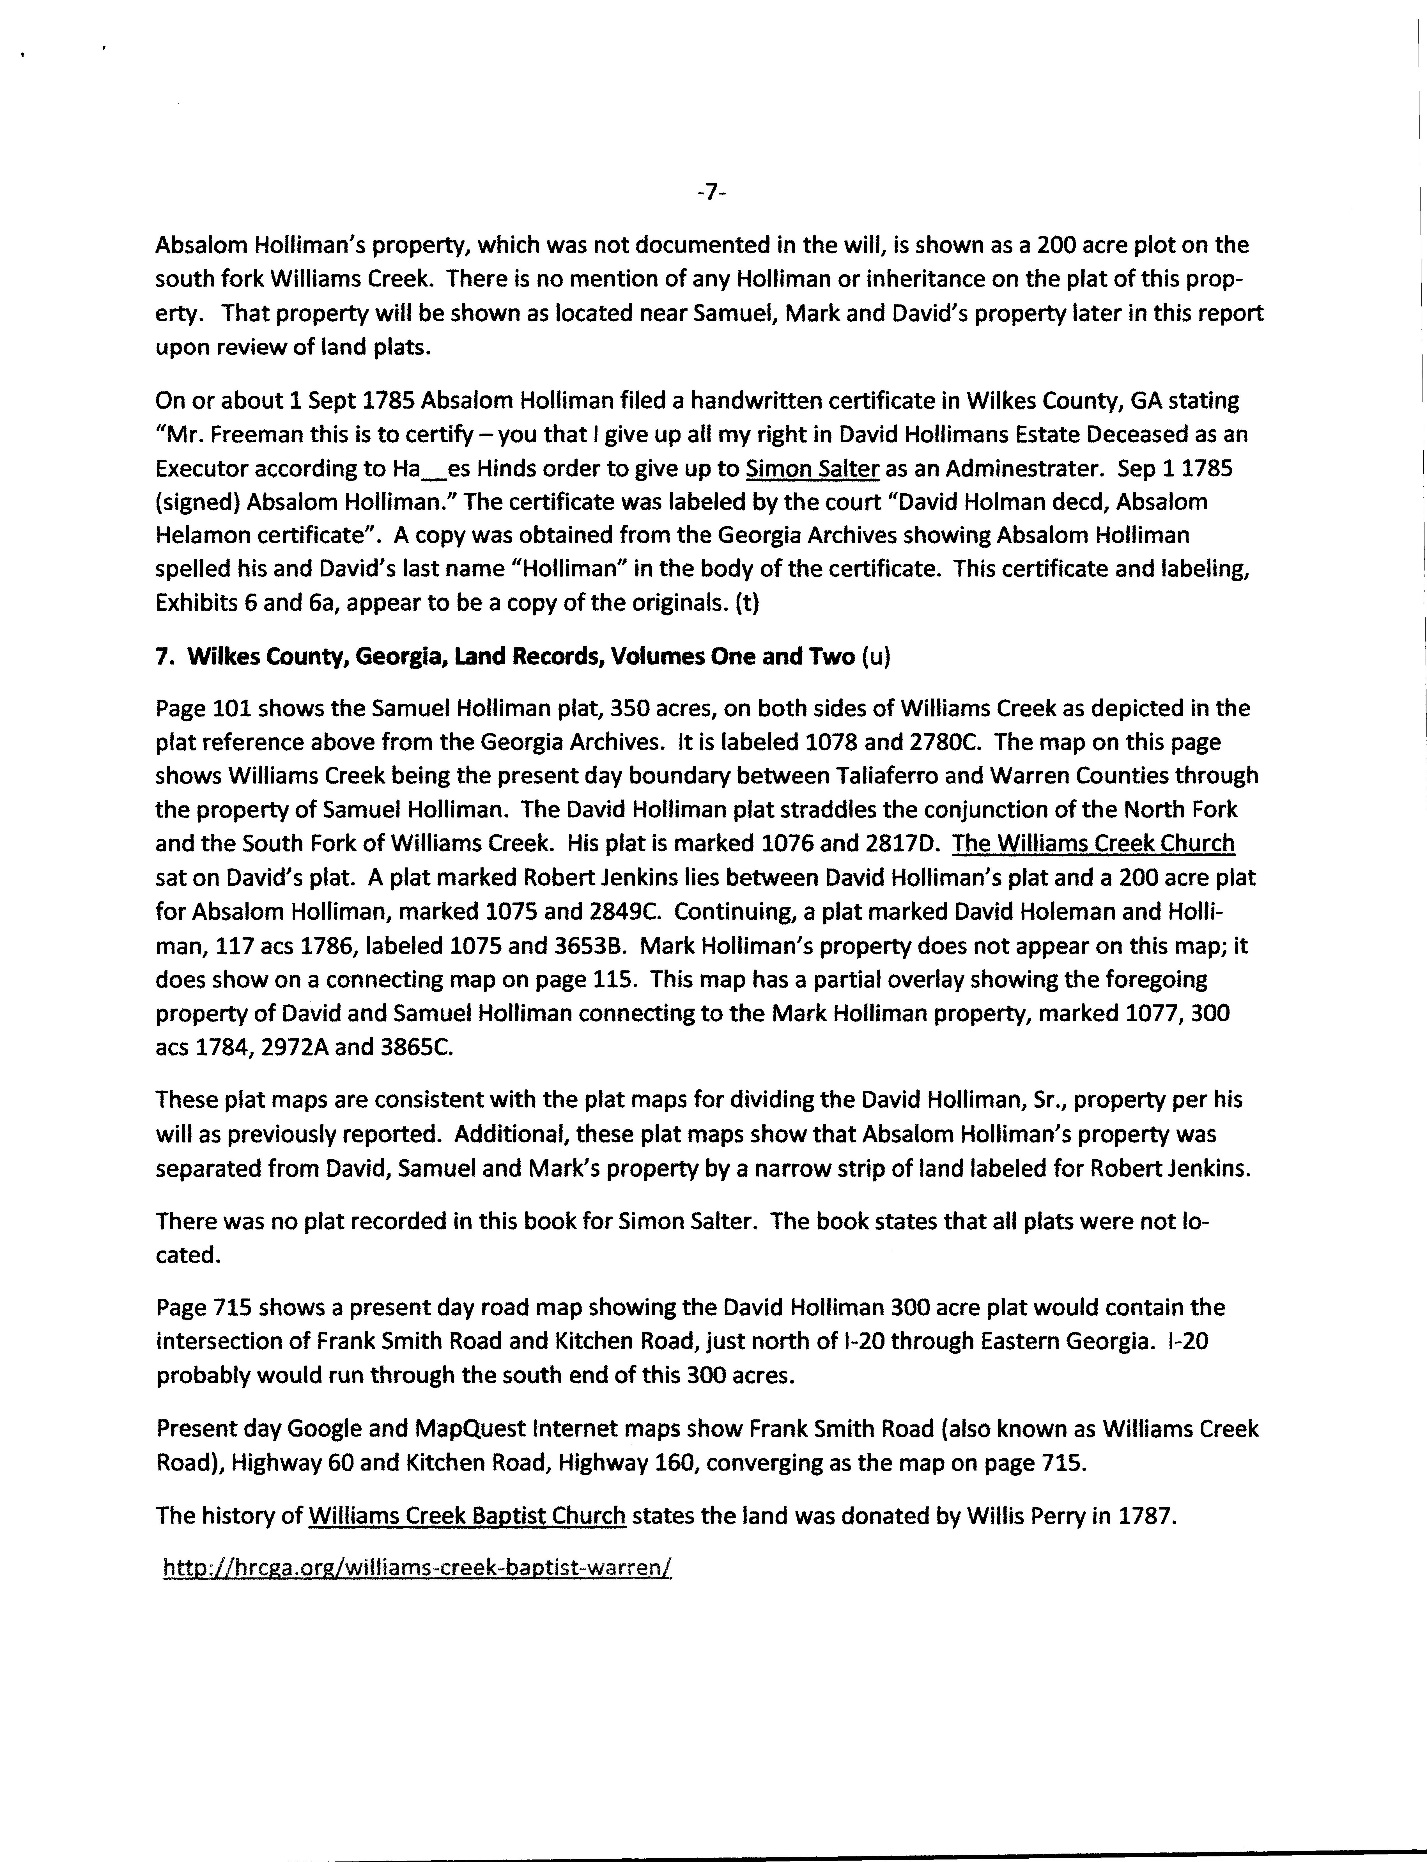 -7-
Absalom Holliman's property, which was not documented in the will, is shown as a 200 acre plot on the
south fork Williams Creek.  There is no mention of any Holliman or inheritance on the plat of this prop-
erty.   That property will be shown as located near Samuel, Mark and David's property later in this report
upon review of land plats.
On or about 1 Sept 1785 Absalom Holliman filed a handwritten certificate in Wilkes County, GA stating
"Mr. Freeman this is to certify – you that I give up all my right in David Hollimans Estate Deceased as an
Executor according to Ha__es Hinds order to give up to Simon Salter as an Adminestrater.  Sep 1 1785
(signed) Absalom Holliman." The certificate was labeled by the court "David Holman decd, Absalom
Helamon certificate".  A copy was obtained from the Georgia Archives showing Absalom Holliman
spelled his and David's last name "Holliman" in the body of the certificate.  This certificate and labeling,
Exhibits 6 and 6a, appear to be a copy of the originals. (t)
7.  Wilkes County, Georgia, Land Records, Volumes One and Two (u)
Page 101 shows the Samuel Holliman plat, 350 acres, on both sides of Williams Creek as depicted in the
plat reference above from the Georgia Archives.  It is labeled 1078 and 2780C.  The map on this page
shows Williams Creek being the present day boundary between Taliaferro and Warren Counties through
the property of Samuel Holliman.  The David Holliman plat straddles the conjunction of the North Fork
and the South Fork of Williams Creek.  His plat is marked 1076 and 2817D.  The Williams Creek Church
sat on David's plat.  A plat marked Robert Jenkins lies between David Holliman's plat and a 200 acre plat
for Absalom Holliman, marked 1075 and 2849C.  Continuing, a plat marked David Holeman and Holli-
man, 117 acs 1786, labeled 1075 and 3653B.  Mark Holliman's property does not appear on this map; it
does show on a connecting map on page 115.  This map has a partial overlay showing the foregoing
property of David and Samuel Holliman connecting to the Mark Holliman property, marked 1077, 300
acs 1784, 2972A and 3865C.
These plat maps are consistent with the plat maps for dividing the David Holliman, Sr., property per his
will as previously reported.  Additional, these plat maps show that Absalom Holliman's property was
separated from David, Samuel and Mark's property by a narrow strip of land labeled for Robert Jenkins.
There was no plat recorded in this book for Simon Salter.  The book states that all plats were not lo-
cated.
Page 715 shows a present day road map showing the David Holliman 300 acre plat would contain the
intersection of Frank Smith Road and Kitchen Road, just north of I-20 through Eastern Georgia.  I-20
probably would run through the south end of this 300 acres.
Present day Google and MapQuest Internet maps show Frank Smith Road (also known as Williams Creek
Road), Highway 60 and Kitchen Road, Highway 160, converging as the map on page 715.
The history of Williams Creek Baptist Church states the land was donated by Willis Perry in 1787.
http://hrcga.org/williams-creek-baptist-warren/